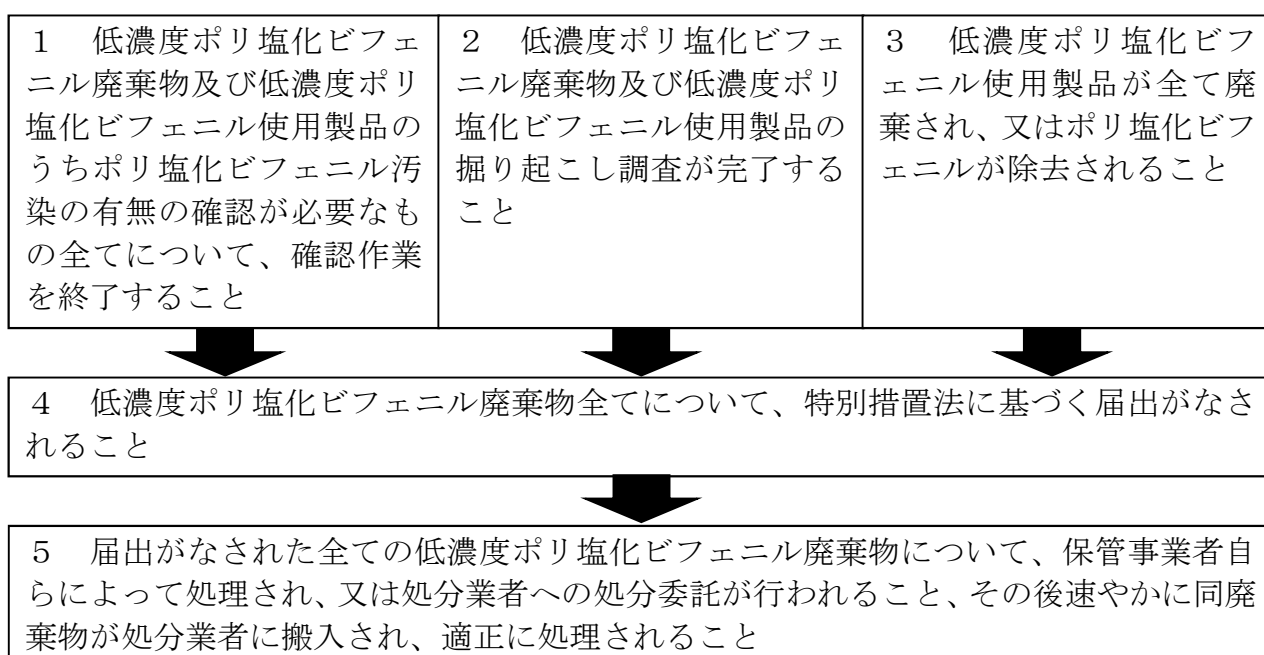 １　低濃度ポリ塩化ビフェ
ニル廃棄物及び低濃度ポリ
塩化ビフェニル使用製品の
うちポリ塩化ビフェニル汚
染の有無の確認が必要なも
の全てについて、確認作業
を終了すること
２　低濃度ポリ塩化ビフェ
ニル廃棄物及び低濃度ポリ
塩化ビフェニル使用製品の
掘り起こし調査が完了する
こと
３　低濃度ポリ塩化ビフ
ェニル使用製品が全て廃
棄され、又はポリ塩化ビフ
ェニルが除去されること
４　低濃度ポリ塩化ビフェニル廃棄物全てについて、特別措置法に基づく届出がなさ
れること
５　届出がなされた全ての低濃度ポリ塩化ビフェニル廃棄物について、保管事業者自
らによって処理され、又は処分業者への処分委託が行われること、その後速やかに同廃
棄物が処分業者に搬入され、適正に処理されること